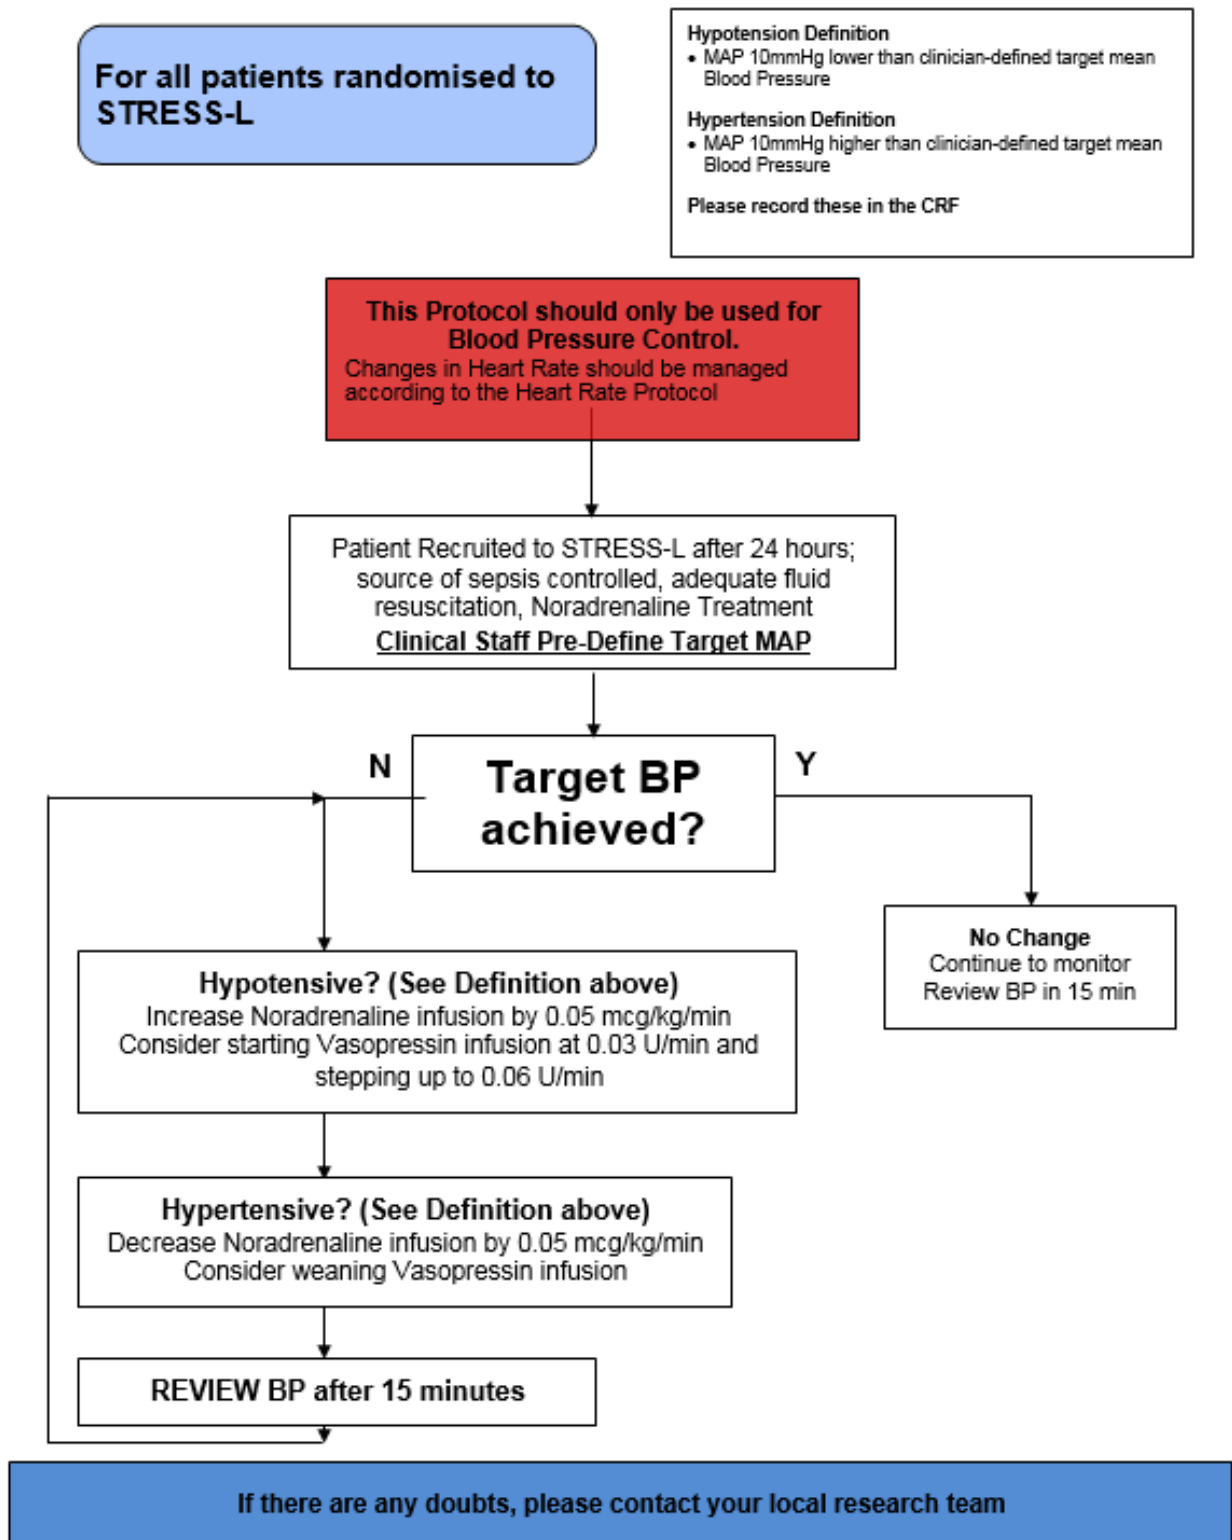 For all patients randomised to
STRESS-L
Hypotension Definition
• MAP 10mmHg lower than clinician-defined target mean
Blood Pressure
Hypertension Definition
• MAP 10mmHg higher than clinician-defined target mean
Blood Pressure
Please record these in the CRF
This Protocol should only be used for
Blood Pressure Control.
Changes in Heart Rate should be managed
according to the Heart Rate Protocol
Patient Recruited to STRESS-L after 24 hours;
source of sepsis controlled, adequate fluid
resuscitation, Noradrenaline Treatment
Clinical Staff Pre-Define Target MAP
N
Target BP
achieved?
Y
No Change
Continue to monitor
Review BP in 15 min
Hypotensive? (See Definition above)
Increase Noradrenaline infusion by 0.05 mcg/kg/min
Consider starting Vasopressin infusion at 0.03 U/min and
stepping up to 0.06 U/min
Hypertensive? (See Definition above)
Decrease Noradrenaline infusion by 0.05 mcg/kg/min
Consider weaning Vasopressin infusion
REVIEW BP after 15 minutes
If there are any doubts, please contact your local research team